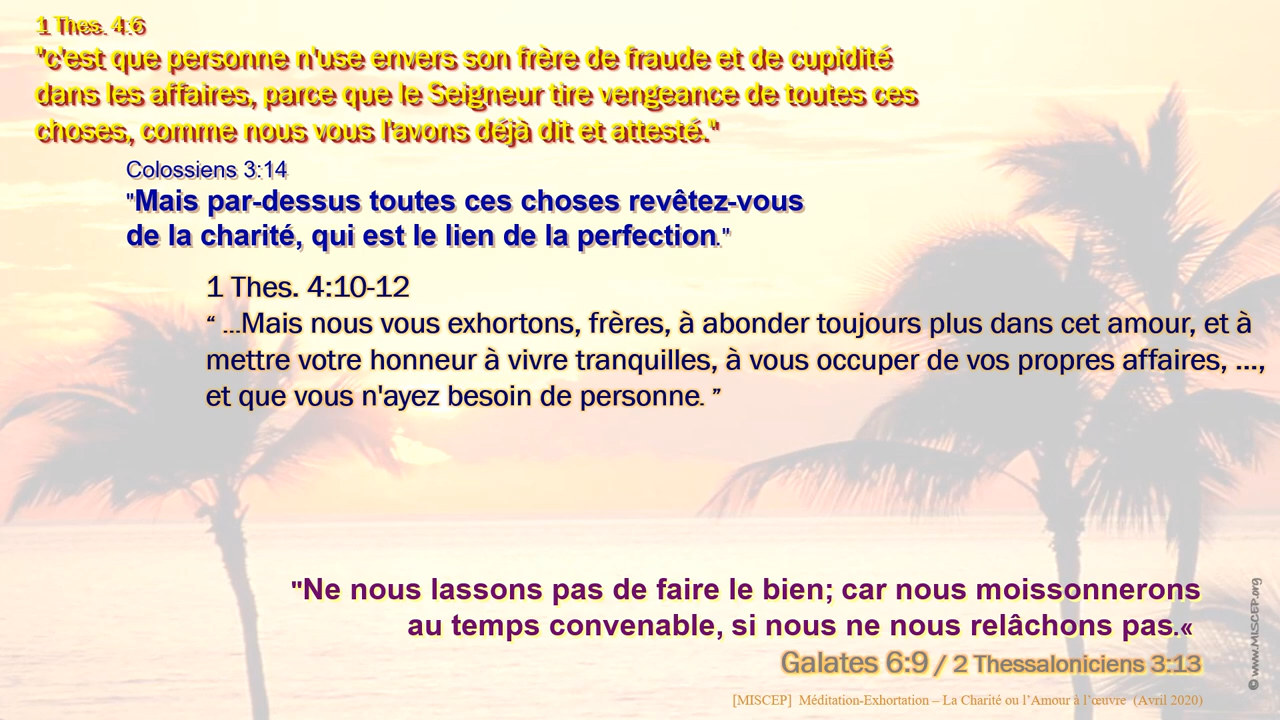 1 Thes. 4:6
"c'est que personne n'use envers son frère de fraude et de cupidité
dans les affaires, parce que le Seigneur tire vengeance de toutes ces
choses, comme nous vous l'avons déjà dit et attesté."
Colossiens 3:14
"Mais par-dessus toutes ces choses revêtez-vous
de la charité, qui est le lien de la perfection."
1 Thes. 4:10-12
“ ...Mais nous vous exhortons, frères, à abonder toujours plus dans cet amour, et à
mettre votre honneur à vivre tranquilles, à vous occuper de vos propres affaires, ...,
et que vous n'ayez besoin de personne. ”
"Ne nous lassons pas de faire le bien; car nous moissonnerons
au temps convenable, si nous ne nous relâchons pas.«
Galates 6:9 / 2 Thessaloniciens 3:13
[MISCEP] Méditation-Exhortation – La Charité ou l’Amour à l’œuvre (Avril 2020)
© www.MISCEP.org